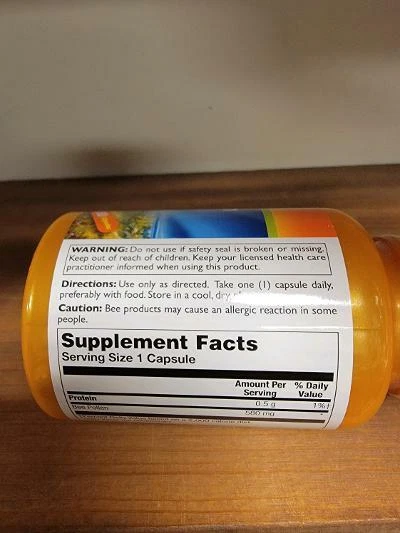 WARNING: Do not use if safety seal is broken or missing.
Keep out of reach of children. Keep your licensed health care
practitioner informed when using this product.
Directions: Use only as directed. Take one (1) capsule daily,
preferably with food. Store in a cool, dry
Caution: Bee products may cause an allergic reaction in some
people.
Supplement Facts
Serving Size 1 Capsule
Amount Per % Daily
Serving Value
Protein 0.5 g 1%†
Bee Pollen 580 mg *